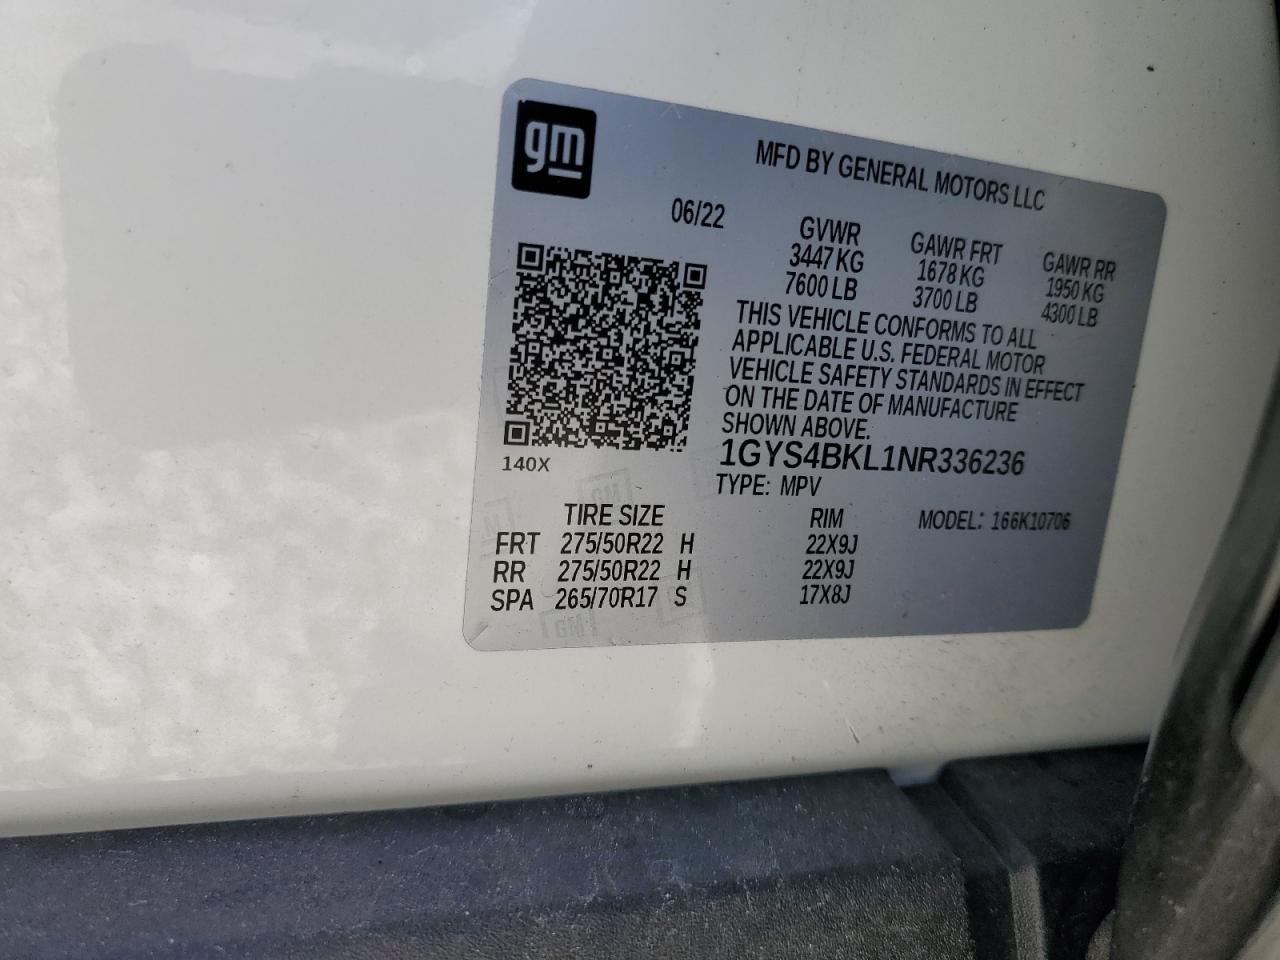 gm
MFD BY GENERAL MOTORS LLC
06/22
GVWR GAWR FRT GAWR RR
3447 KG 1678 KG 1950 KG
7600 LB 3700 LB 4300 LB
THIS VEHICLE CONFORMS TO ALL
APPLICABLE U.S. FEDERAL MOTOR
VEHICLE SAFETY STANDARDS IN EFFECT
ON THE DATE OF MANUFACTURE
SHOWN ABOVE.
1GYS4BKL1NR336236
140X
TYPE: MPV
TIRE SIZE RIM MODEL: 166K10706
FRT 275/50R22 H 22X9J
RR 275/50R22 H 22X9J
SPA 265/70R17 S 17X8J